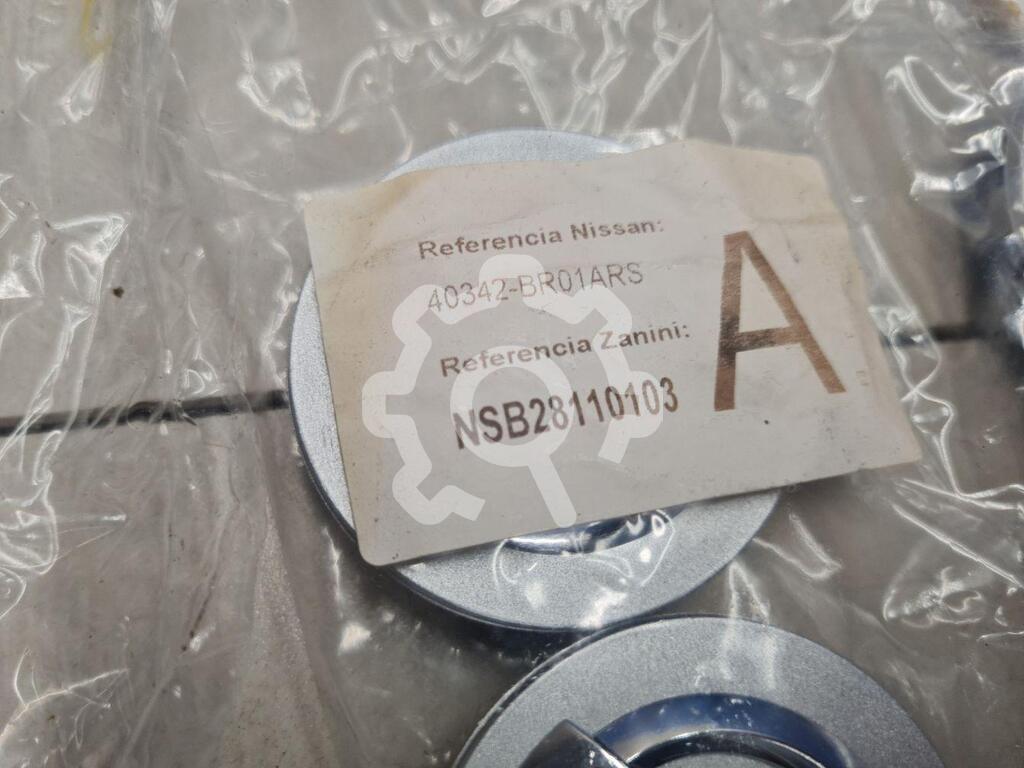 Referencia Nissan:
40342-BR01ARS
Referencia Zanini:
NSB28110103
A